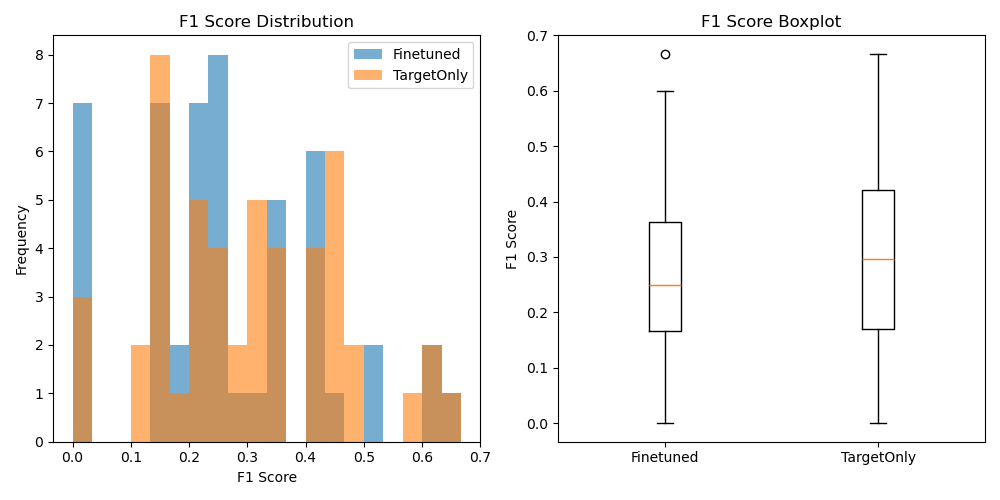 F1 Score Distribution
Finetuned
TargetOnly
8
7
6
5
4
3
2
1
0
Frequency
0.0 0.1 0.2 0.3 0.4 0.5 0.6 0.7
F1 Score
F1 Score Boxplot
0.7
0.6
0.5
0.4
0.3
0.2
0.1
0.0
F1 Score
Finetuned TargetOnly